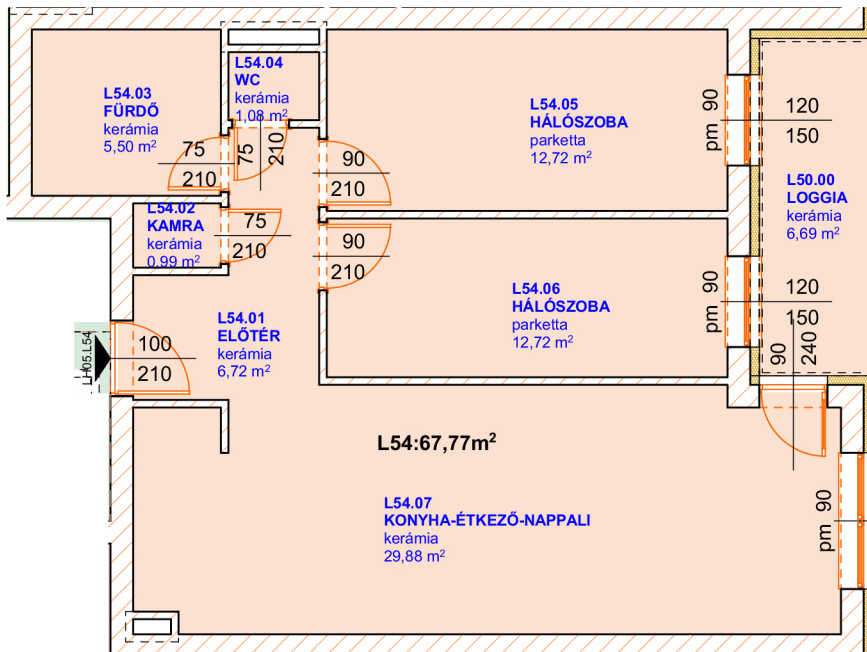 L54.03
FÜRDŐ
kerámia
5,50 m²
L54.04
WC
kerámia
1,08 m²
L54.05
HÁLÓSZOBA
parketta
12,72 m²
pm 90
120
150
75
210
75
210
90
210
L50.00
LOGGIA
kerámia
6,69 m²
L54.02
KAMRA
kerámia
0,99 m²
75
210
90
210
L54.06
HÁLÓSZOBA
parketta
12,72 m²
pm 90
120
150
L54.01
ELŐTÉR
kerámia
6,72 m²
LH05.L54
100
210
90
240
L54:67,77m²
L54.07
KONYHA-ÉTKEZŐ-NAPPALI
kerámia
29,88 m²
pm 90